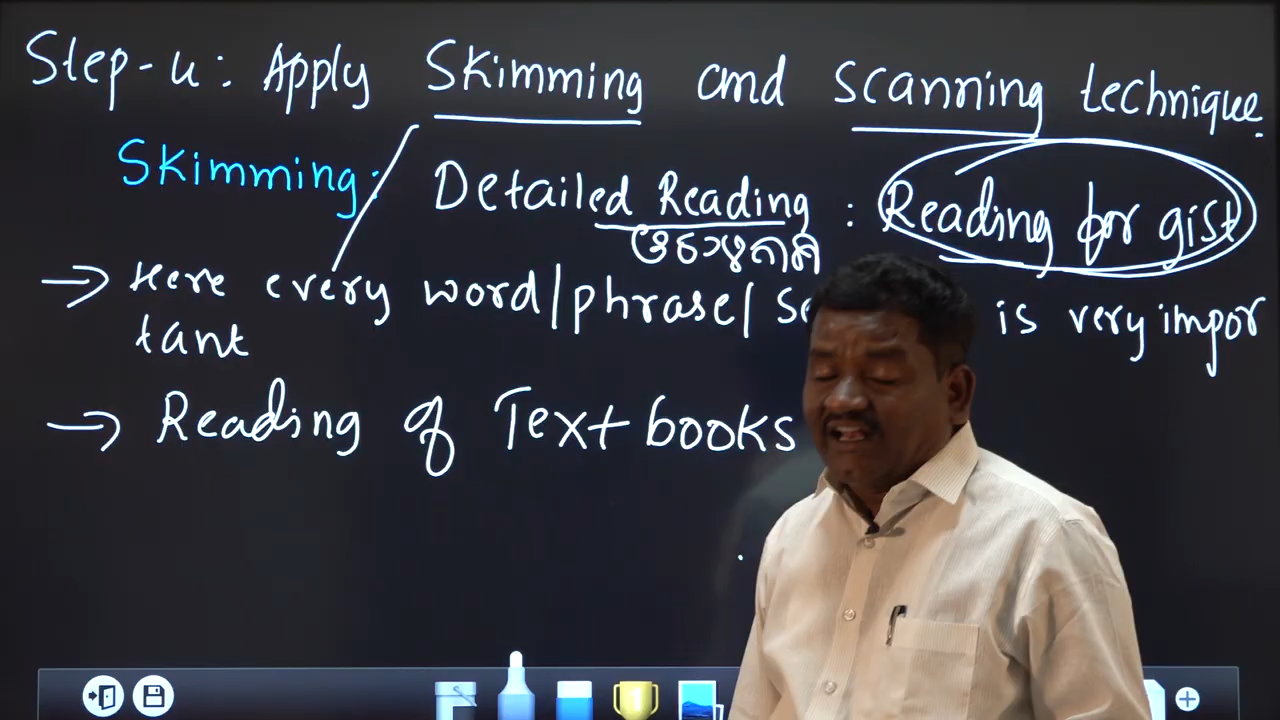 Step-4: Apply Skimming and scanning technique.
Skimming: Detailed Reading : Reading for gist
→ Here every word/phrase/ is very impor
tant
→ Reading of Text books